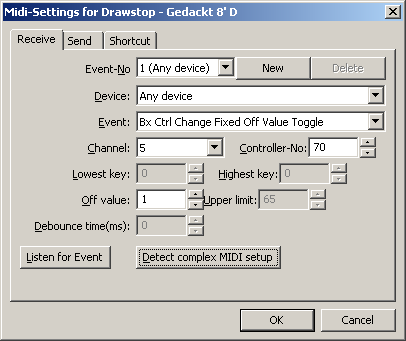 Midi-Settings for Drawstop - Gedackt 8' D
Receive Send Shortcut
Event-No 1 (Any device) New Delete
Device: Any device
Event: Bx Ctrl Change Fixed Off Value Toggle
Channel: 5 Controller-No: 70
Lowest key: 0 Highest key: 0
Off value: 1 Upper limit: 65
Debounce time(ms): 0
Listen for Event Detect complex MIDI setup
OK Cancel